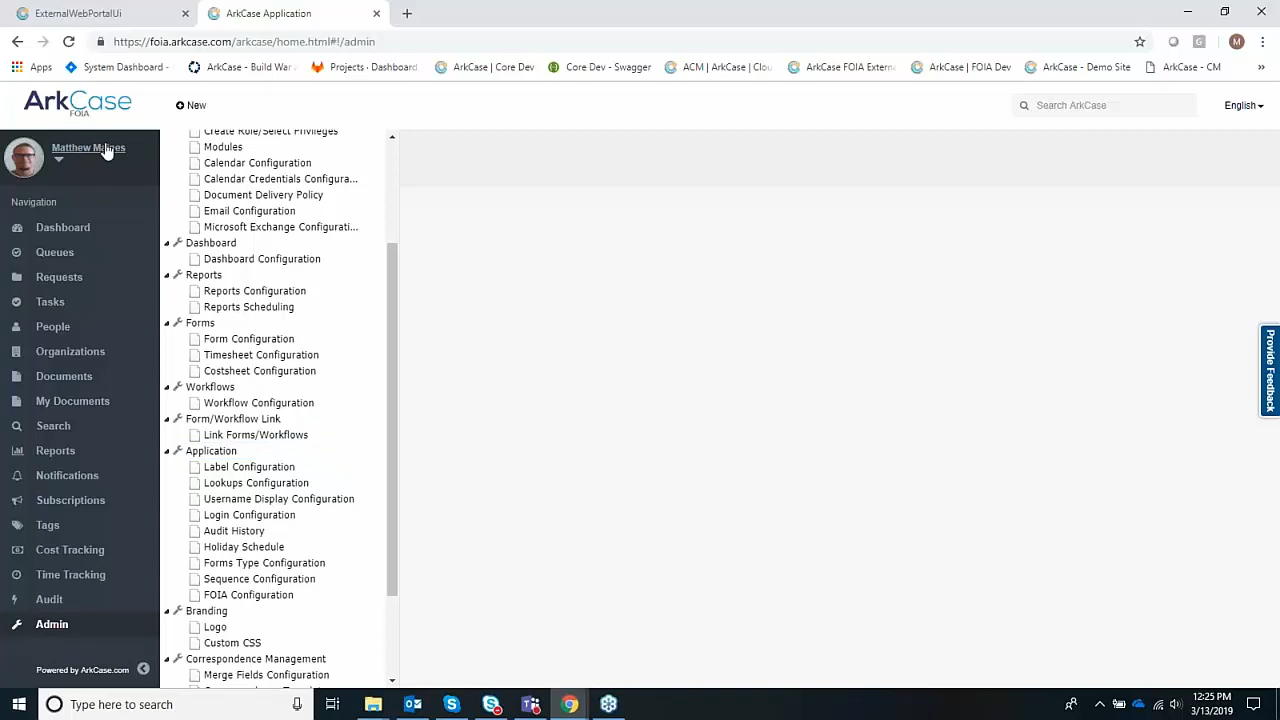 ExternalWebPortalUi
ArkCase Application
https://foia.arkcase.com/arkcase/home.html#!/admin
Apps
System Dashboard -
ArkCase - Build War
Projects · Dashboard
ArkCase | Core Dev
Core Dev - Swagger
ACM | ArkCase | Clou
ArkCase FOIA Extern
ArkCase | FOIA Dev
ArkCase - Demo Site
ArkCase - CM
ArkCase
FOIA
New
Search ArkCase
English
Matthew
Navigation
Dashboard
Queues
Requests
Tasks
People
Organizations
Documents
My Documents
Search
Reports
Notifications
Subscriptions
Tags
Cost Tracking
Time Tracking
Audit
Admin
Powered by ArkCase.com
Create Role/Select Privileges
Modules
Calendar Configuration
Calendar Credentials Configura...
Document Delivery Policy
Email Configuration
Microsoft Exchange Configurati...
Dashboard
Dashboard Configuration
Reports
Reports Configuration
Reports Scheduling
Forms
Form Configuration
Timesheet Configuration
Costsheet Configuration
Workflows
Workflow Configuration
Form/Workflow Link
Link Forms/Workflows
Application
Label Configuration
Lookups Configuration
Username Display Configuration
Login Configuration
Audit History
Holiday Schedule
Forms Type Configuration
Sequence Configuration
FOIA Configuration
Branding
Logo
Custom CSS
Correspondence Management
Merge Fields Configuration
Provide Feedback
Type here to search
12:25 PM
3/13/2019